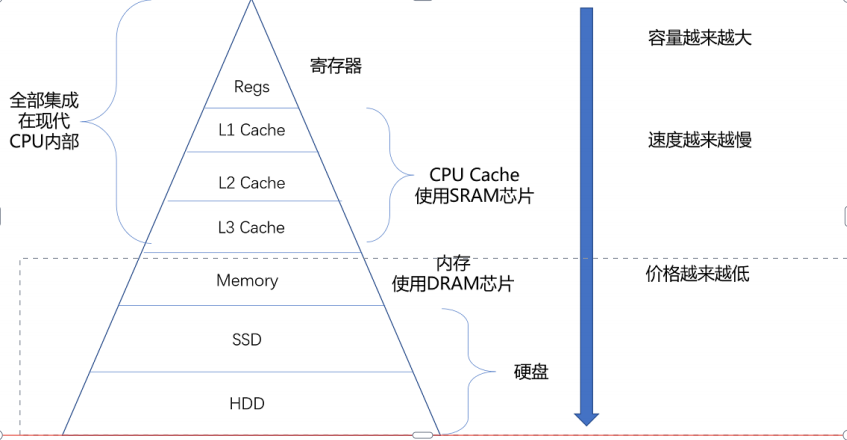 全部集成
在现代
CPU内部
Regs
L1 Cache
L2 Cache
L3 Cache
Memory
SSD
HDD
寄存器
CPU Cache
使用SRAM芯片
内存
使用DRAM芯片
硬盘
容量越来越大
速度越来越慢
价格越来越低